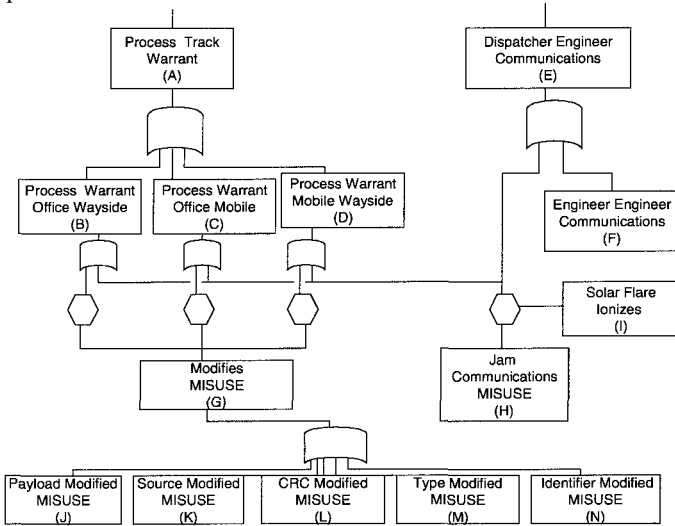 Process Track
Warrant
(A)
Dispatcher Engineer
Communications
(E)
Process Warrant
Office Wayside
(B)
Process Warrant
Office Mobile
(C)
Process Warrant
Mobile Wayside
(D)
Engineer Engineer
Communications
(F)
Solar Flare
Ionizes
(I)
Modifies
MISUSE
(G)
Jam
Communications
MISUSE
(H)
Payload Modified
MISUSE
(J)
Source Modified
MISUSE
(K)
CRC Modified
MISUSE
(L)
Type Modified
MISUSE
(M)
Identifier Modified
MISUSE
(N)